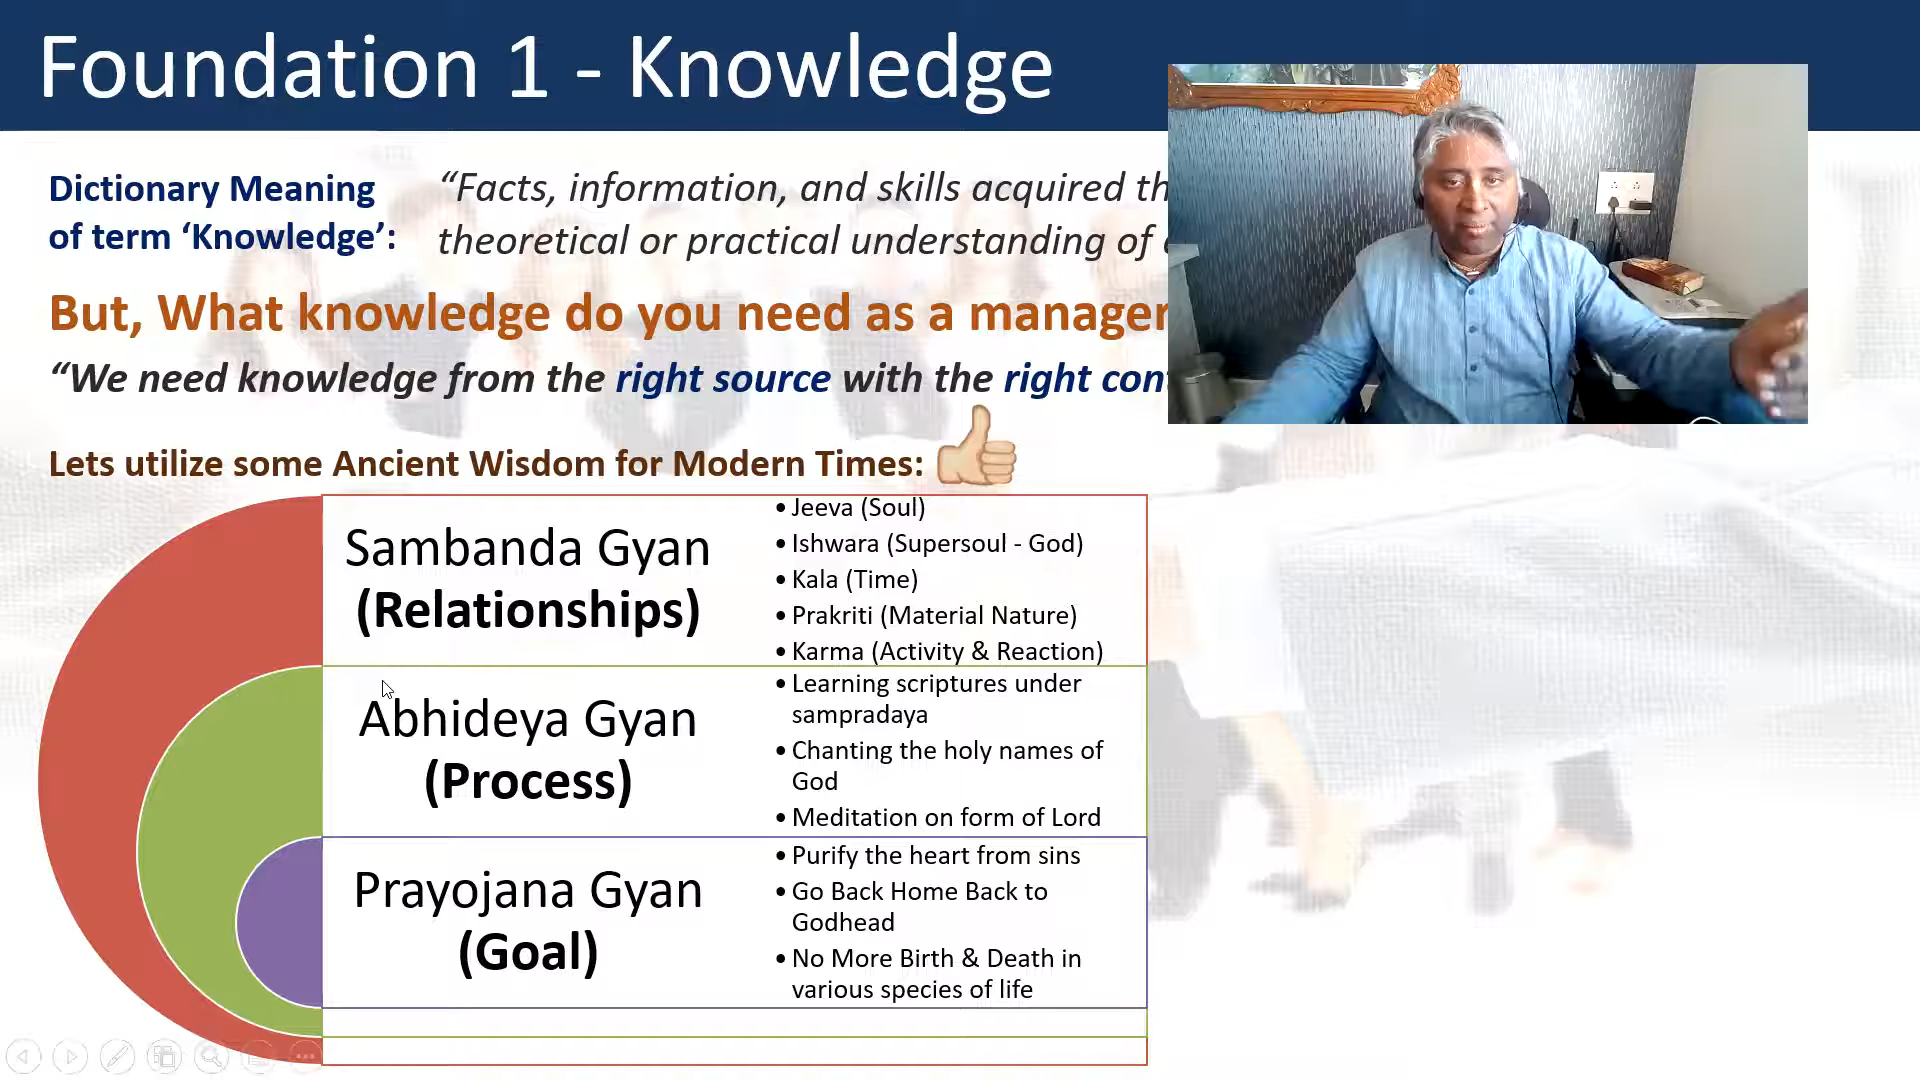 Foundation 1 - Knowledge
Dictionary Meaning
of term ‘Knowledge’:
“Facts, information, and skills acquired
theoretical or practical understanding of
But, What knowledge do you need as a manager
“We need knowledge from the right source with the right
Lets utilize some Ancient Wisdom for Modern Times:
Sambanda Gyan
(Relationships)
• Jeeva (Soul)
• Ishwara (Supersoul - God)
• Kala (Time)
• Prakriti (Material Nature)
• Karma (Activity & Reaction)
Abhideya Gyan
(Process)
• Learning scriptures under
sampradaya
• Chanting the holy names of
God
• Meditation on form of Lord
Prayojana Gyan
(Goal)
• Purify the heart from sins
• Go Back Home Back to
Godhead
• No More Birth & Death in
various species of life